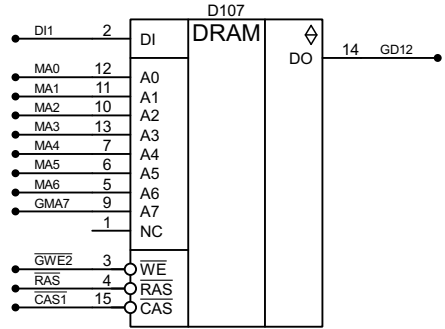 D107
DI1 2 DI DRAM
DO 14 GD12
MA0 12 A0
MA1 11 A1
MA2 10 A2
MA3 13 A3
MA4 7 A4
MA5 6 A5
MA6 5 A6
GMA7 9 A7
1 NC
GWE2 3 WE
RAS 4 RAS
CAS1 15 CAS